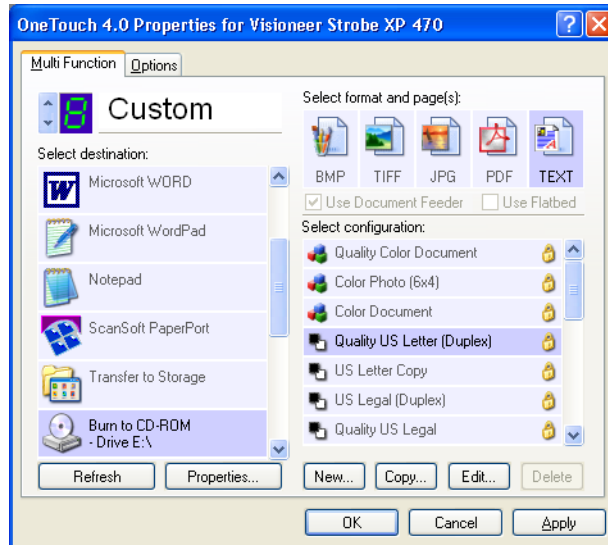 OneTouch 4.0 Properties for Visioneer Strobe XP 470
Multi Function
Options
8
Custom
Select destination:
Microsoft WORD
Microsoft WordPad
Notepad
ScanSoft PaperPort
Transfer to Storage
Burn to CD-ROM
- Drive E:\
Refresh
Properties...
Select format and page(s):
BMP
TIFF
JPG
PDF
TEXT
Use Document Feeder
Use Flatbed
Select configuration:
Quality Color Document
Color Photo (6x4)
Color Document
Quality US Letter (Duplex)
US Letter Copy
US Legal (Duplex)
Quality US Legal
New...
Copy...
Edit...
Delete
OK
Cancel
Apply